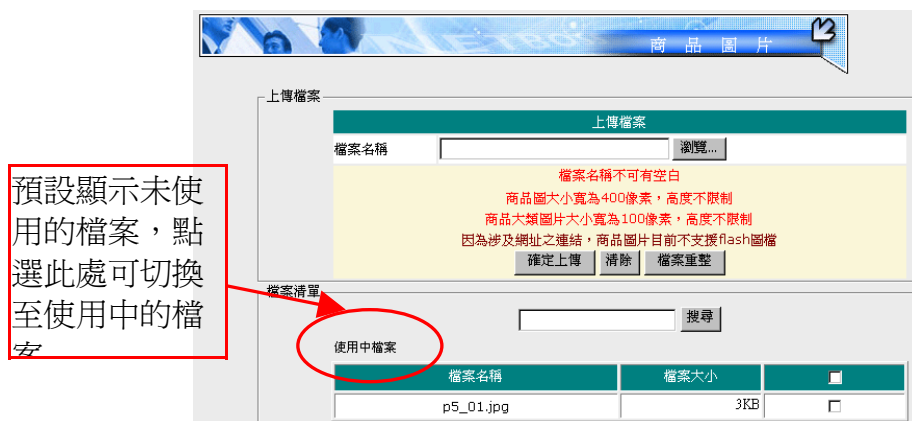 商品圖片
上傳檔案
上傳檔案
檔案名稱
瀏覽...
檔案名稱不可有空白
商品圖大小寬為400像素,高度不限制
商品大類圖片大小寬為100像素,高度不限制
因為涉及網址之連結,商品圖片目前不支援flash圖檔
確定上傳 清除 檔案重整
預設顯示未使
用的檔案,點
選此處可切換
至使用中的檔
案
檔案清單
搜尋
使用中檔案
檔案名稱 檔案大小
p5_01.jpg 3KB